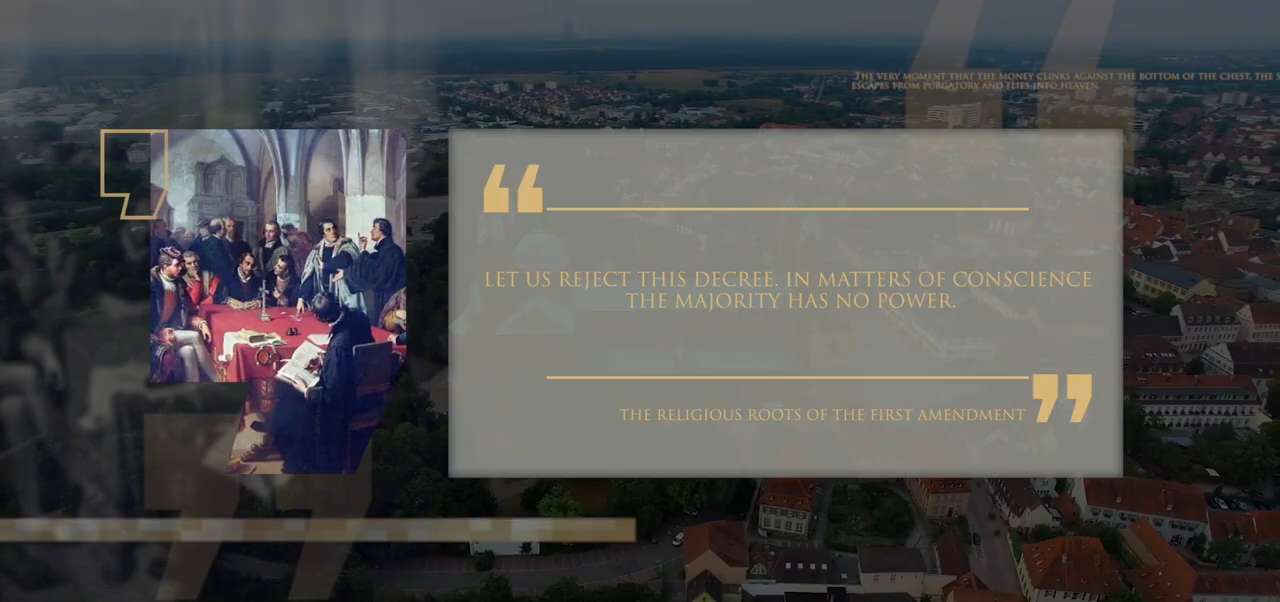 THE VERY MOMENT THAT THE MONEY CLINKS AGAINST THE BOTTOM OF THE CHEST, THE
ESCAPES FROM PURGATORY AND FLIES INTO HEAVEN.
LET US REJECT THIS DECREE. IN MATTERS OF CONSCIENCE
THE MAJORITY HAS NO POWER.
THE RELIGIOUS ROOTS OF THE FIRST AMENDMENT